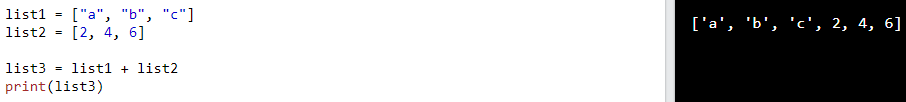 list1 = ["a", "b", "c"]
list2 = [2, 4, 6]
list3 = list1 + list2
print(list3)
['a', 'b', 'c', 2, 4, 6]